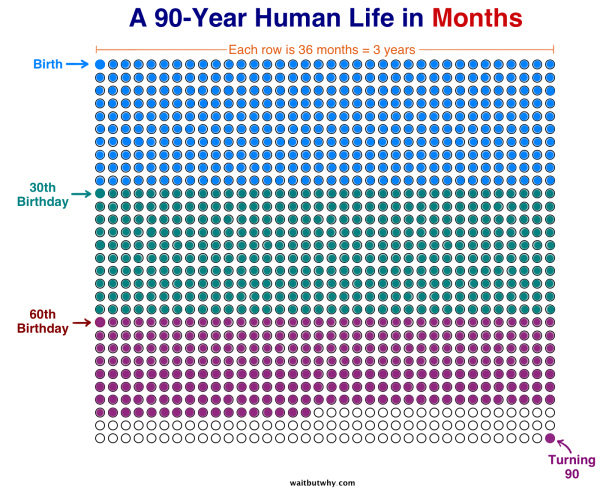 A 90-Year Human Life in Months
Each row is 36 months = 3 years
Birth
30th
Birthday
60th
Birthday
Turning
90
waitbutwhy.com